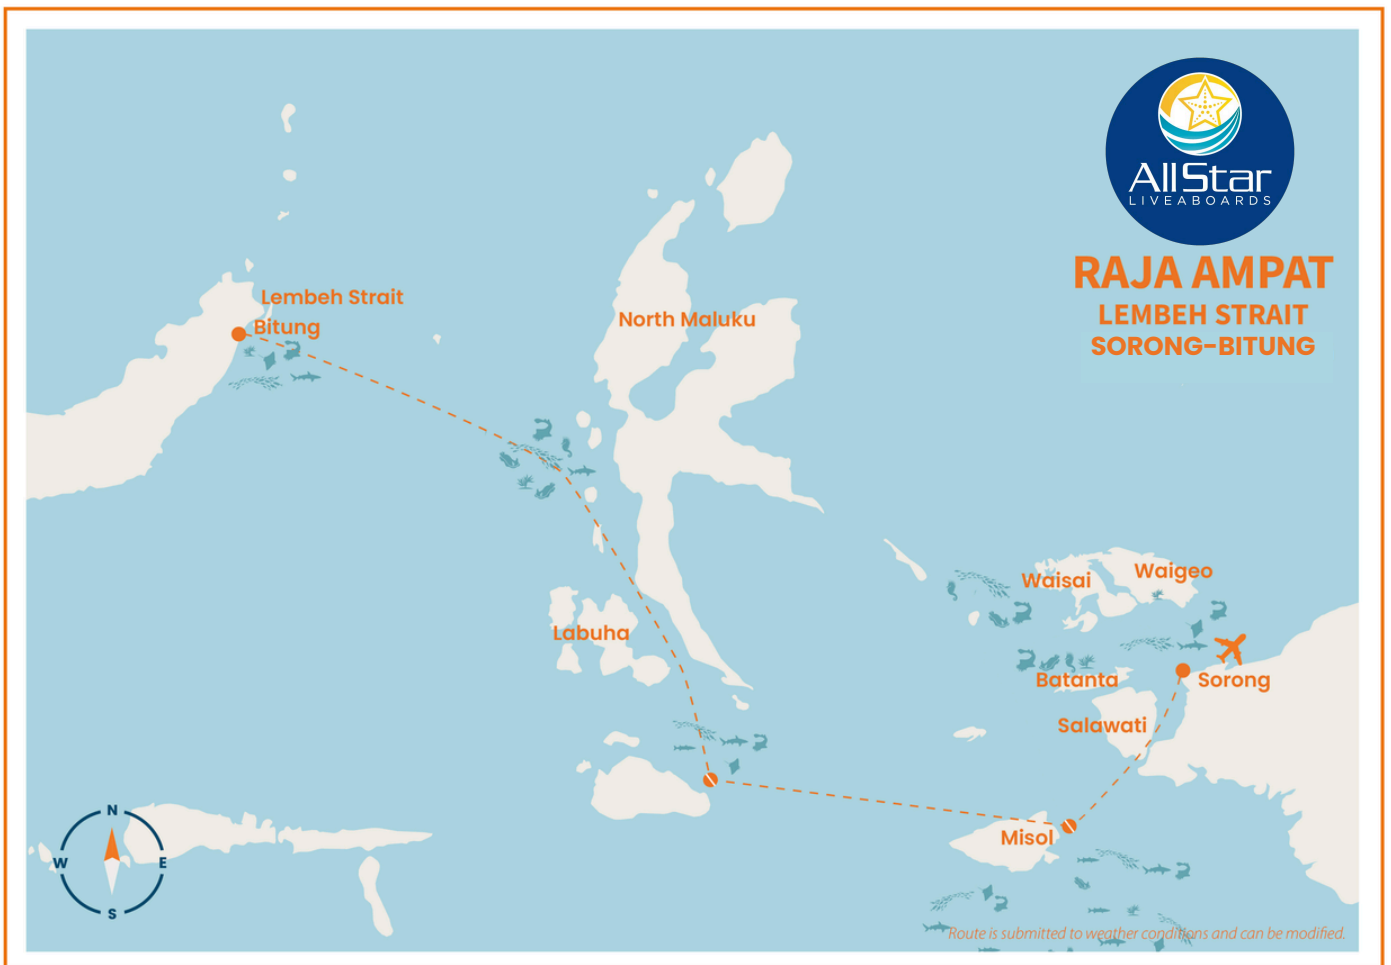 AllStar
LIVEABOARDS
RAJA AMPAT
LEMBEH STRAIT
SORONG-BITUNG
Lembeh Strait
Bitung
North Maluku
Waisai
Waigeo
Labuha
Batanta
Sorong
Salawati
Misol
N
W
E
S
Route is submitted to weather conditions and can be modified.